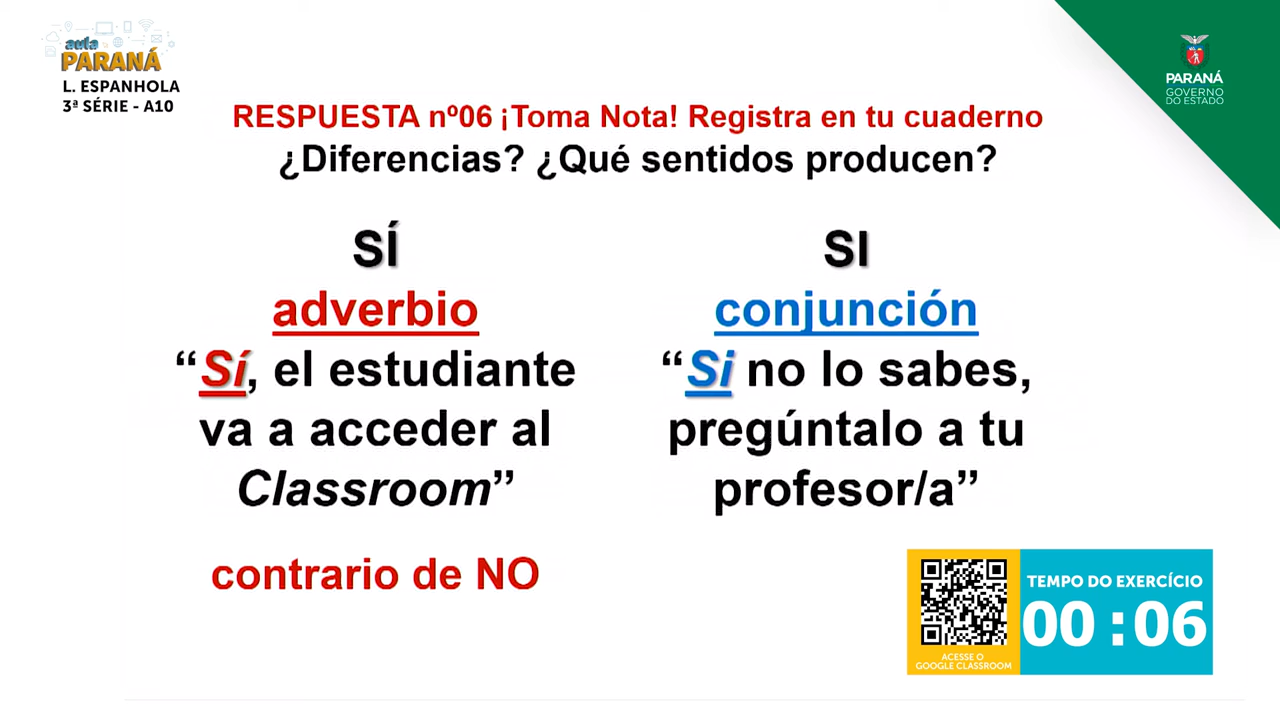 aula
PARANÁ
L. ESPANHOLA
3ª SÉRIE - A10
PARANÁ
GOVERNO
DO ESTADO
RESPUESTA nº06 ¡Toma Nota! Registra en tu cuaderno
¿Diferencias? ¿Qué sentidos producen?
SÍ
adverbio
“Sí, el estudiante
va a acceder al
Classroom”
contrario de NO
SI
conjunción
“Si no lo sabes,
pregúntalo a tu
profesor/a”
ACESSE O
GOOGLE CLASSROOM
TEMPO DO EXERCÍCIO
00 : 06